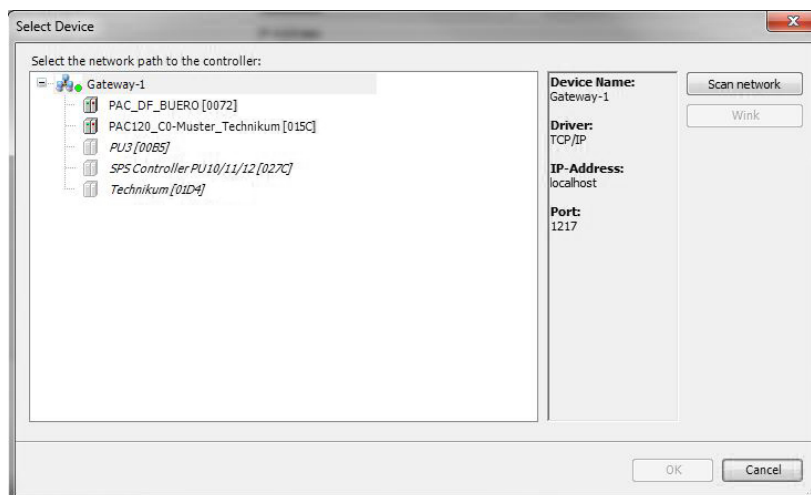 Select Device
Select the network path to the controller:
Gateway-1
PAC_DF_BUERO [0072]
PAC120_C0-Muster_Technikum [015C]
PU3 [00B5]
SPS Controller PU10/11/12 [027C]
Technikum [01D4]
Device Name:
Gateway-1
Driver:
TCP/IP
IP-Address:
localhost
Port:
1217
Scan network
Wink
OK
Cancel